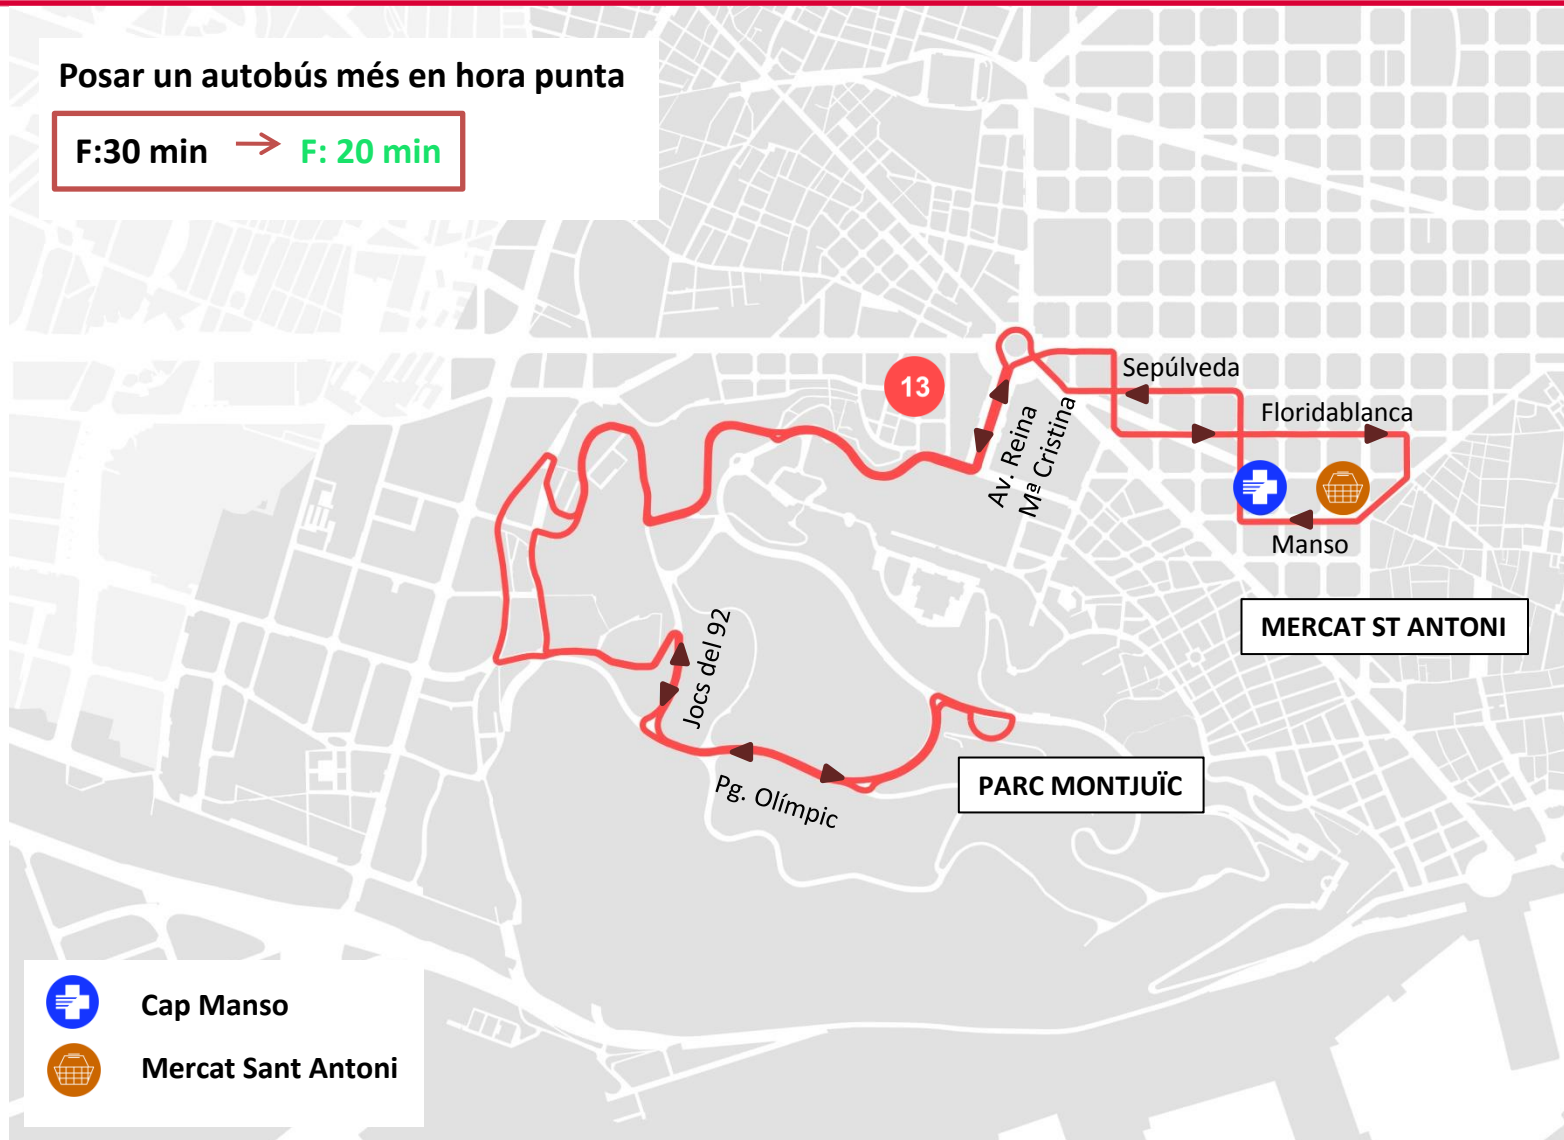 Posar un autobús més en hora punta
F:30 min → F: 20 min
13
Sepúlveda
Floridablanca
Av. Reina
Mª Cristina
Manso
MERCAT ST ANTONI
Jocs del 92
PARC MONTJUÏC
Pg. Olímpic
Cap Manso
Mercat Sant Antoni